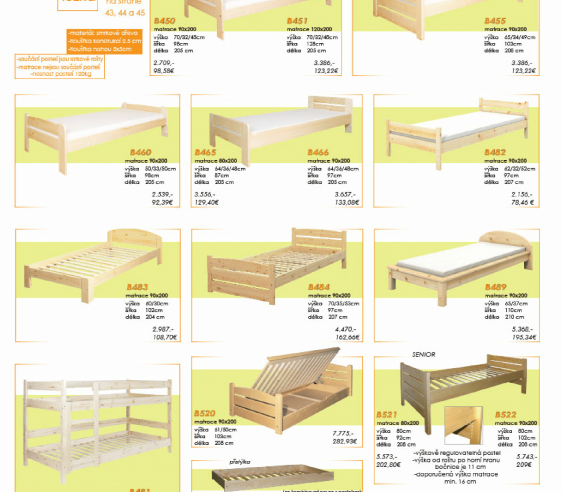 na straně
43, 44 a 45
-materiál: smrkové dřevo
-tloušťka konstrukcí 2,5 cm
-tloušťka nohou 5x5cm
-součástí postelí jsou latkové rošty
-matrace nejsou součástí postelí
-nosnost postelí 120kg
B450
matrace 90x200
výška 70/32/45cm
šířka 98cm
délka 205 cm
2.709,-
98,58€
B451
matrace 120x200
výška 70/32/45cm
šířka 128cm
délka 205 cm
3.386,-
123,22€
B455
matrace 90x200
výška 65/34/49cm
šířka 103cm
délka 208 cm
3.386,-
123,22€
B460
matrace 90x200
výška 50/33/50cm
šířka 98cm
délka 205 cm
2.539,-
92,39€
B465
matrace 80x200
výška 64/36/48cm
šířka 87cm
délka 205 cm
3.556,-
129,40€
B466
matrace 90x200
výška 64/36/48cm
šířka 97cm
délka 205 cm
3.657,-
133,08€
B482
matrace 90x200
výška 62/32/52cm
šířka 97cm
délka 207 cm
2.156,-
78,46 €
B483
matrace 90x200
výška 60/30cm
šířka 102cm
délka 204 cm
2.987,-
108,70€
B484
matrace 90x200
výška 70/35/53cm
šířka 97cm
délka 207 cm
4.470,-
162,66€
B489
matrace 90x200
výška 65/37cm
šířka 110cm
délka 210 cm
5.368,-
195,34€
B520
matrace 90x200
výška 61/50cm
šířka 103cm
délka 208 cm
7.775,-
282,93€
SENIOR
B521
matrace 80x200
výška 80cm
šířka 92cm
délka 208 cm
5.573,-
202,80€
B522
matrace 90x200
výška 80cm
šířka 102cm
délka 208 cm
5.743,-
209€
-výškově regulovatelná postel
-výška od roštu po horní hranu
bočnice je 11 cm
-doporučená výška matrace
min. 16 cm
přistýlka